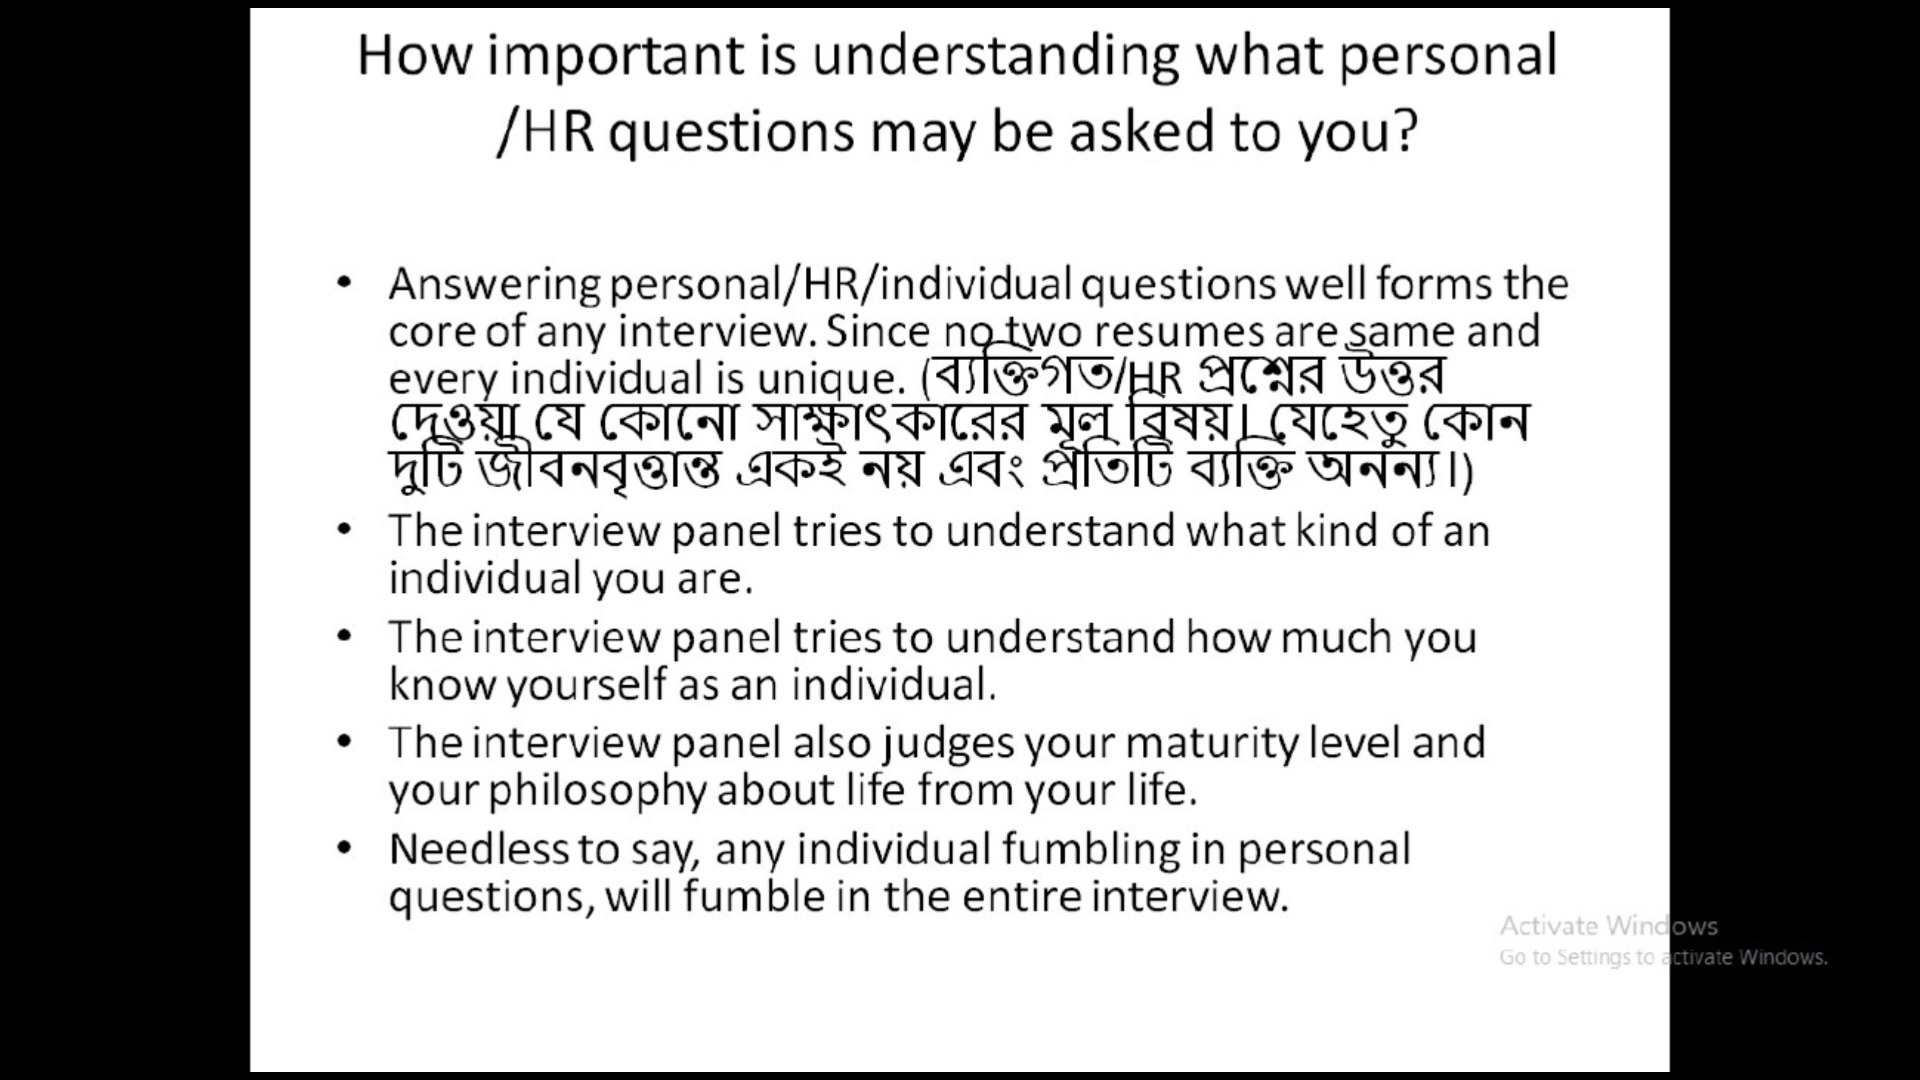 How important is understanding what personal
/HR questions may be asked to you?
• Answering personal/HR/individual questions well forms the
core of any interview. Since no two resumes are same and
every individual is unique. (ব্যক্তিগত/HR প্রশ্নের উত্তর
দেওয়া যে কোনো সাক্ষাৎকারের মূল বিষয়। যেহেতু কোন
দুটি জীবনবৃত্তান্ত একই নয় এবং প্রতিটি ব্যক্তি অনন্য।)
• The interview panel tries to understand what kind of an
individual you are.
• The interview panel tries to understand how much you
know yourself as an individual.
• The interview panel also judges your maturity level and
your philosophy about life from your life.
• Needless to say, any individual fumbling in personal
questions, will fumble in the entire interview.
Activate Windows
Go to Settings to activate Windows.